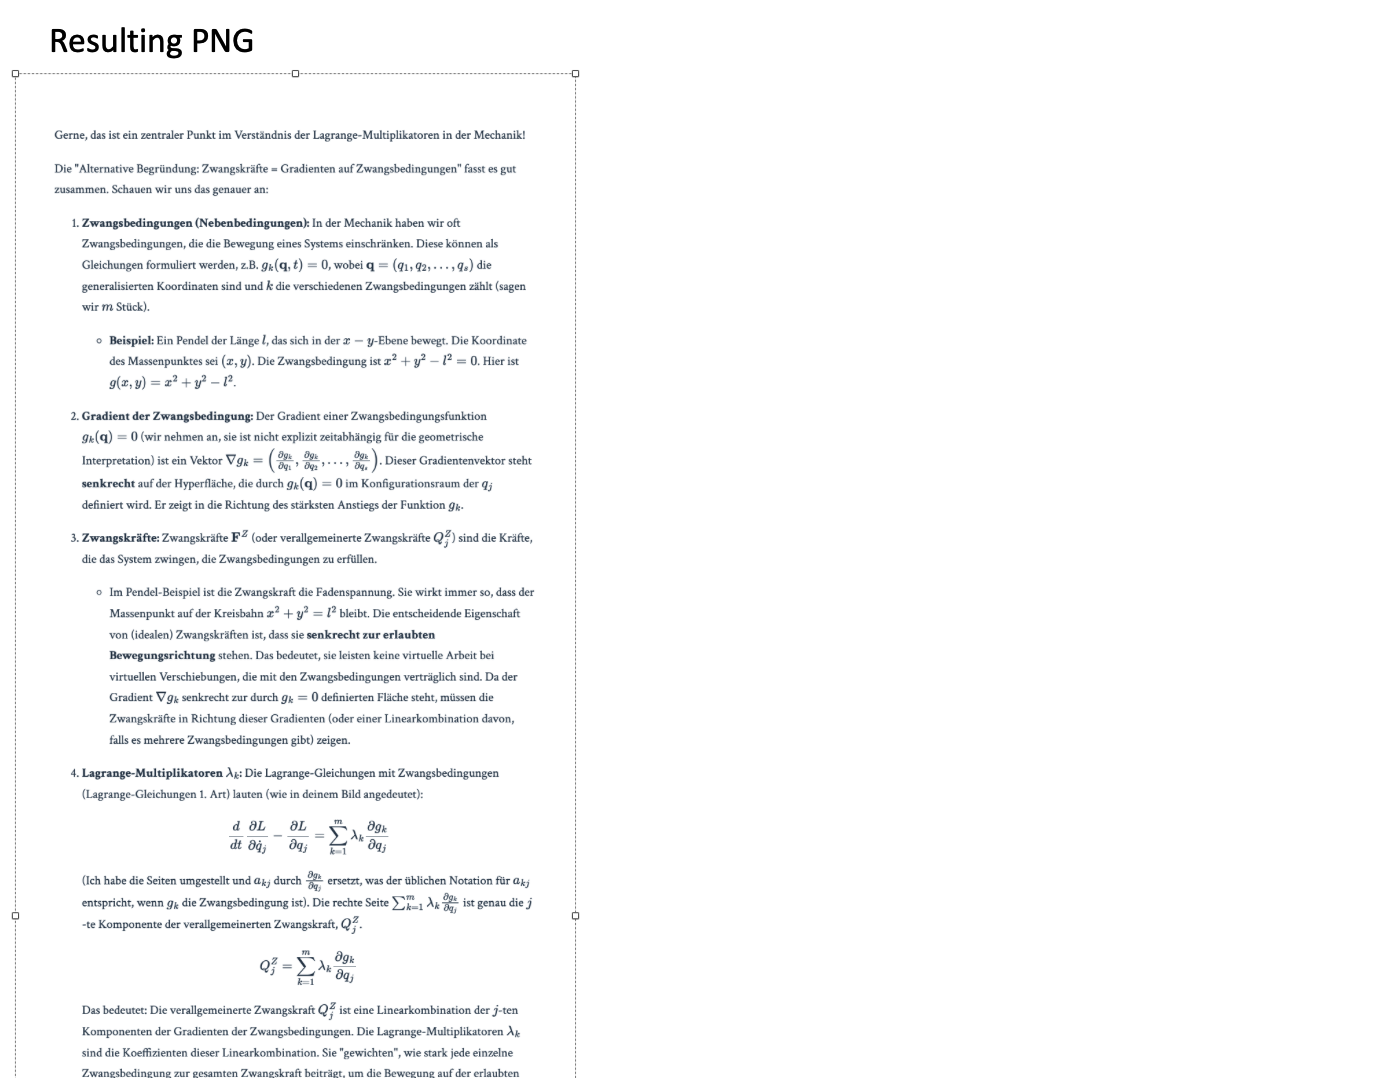 Resulting PNG
Gerne, das ist ein zentraler Punkt im Verständnis der Lagrange-Multiplikatoren in der Mechanik!
Die "Alternative Begründung: Zwangskräfte = Gradienten auf Zwangsbedingungen" fasst es gut
zusammen. Schauen wir uns das genauer an:
1. Zwangsbedingungen (Nebenbedingungen): In der Mechanik haben wir oft
Zwangsbedingungen, die die Bewegung eines Systems einschränken. Diese können als
Gleichungen formuliert werden, z.B. $g_k(\mathbf{q}, t) = 0$, wobei $\mathbf{q} = (q_1, q_2, \ldots, q_s)$ die
generalisierten Koordinaten sind und $k$ die verschiedenen Zwangsbedingungen zählt (sagen
wir $m$ Stück).
◦ Beispiel: Ein Pendel der Länge $l$, das sich in der $x - y$-Ebene bewegt. Die Koordinate
des Massenpunktes sei $(x, y)$. Die Zwangsbedingung ist $x^2 + y^2 - l^2 = 0$. Hier ist
$g(x, y) = x^2 + y^2 - l^2$.
2. Gradient der Zwangsbedingung: Der Gradient einer Zwangsbedingungsfunktion
$g_k(\mathbf{q}) = 0$ (wir nehmen an, sie ist nicht explizit zeitabhängig für die geometrische
Interpretation) ist ein Vektor $\nabla g_k = \left(\frac{\partial g_k}{\partial q_1}, \frac{\partial g_k}{\partial q_2}, \ldots, \frac{\partial g_k}{\partial q_s}\right)$. Dieser Gradientenvektor steht
senkrecht auf der Hyperfläche, die durch $g_k(\mathbf{q}) = 0$ im Konfigurationsraum der $q_j$
definiert wird. Er zeigt in die Richtung des stärksten Anstiegs der Funktion $g_k$.
3. Zwangskräfte: Zwangskräfte $\mathbf{F}^Z$ (oder verallgemeinerte Zwangskräfte $Q_j^Z$) sind die Kräfte,
die das System zwingen, die Zwangsbedingungen zu erfüllen.
◦ Im Pendel-Beispiel ist die Zwangskraft die Fadenspannung. Sie wirkt immer so, dass der
Massenpunkt auf der Kreisbahn $x^2 + y^2 = l^2$ bleibt. Die entscheidende Eigenschaft
von (idealen) Zwangskräften ist, dass sie senkrecht zur erlaubten
Bewegungsrichtung stehen. Das bedeutet, sie leisten keine virtuelle Arbeit bei
virtuellen Verschiebungen, die mit den Zwangsbedingungen verträglich sind. Da der
Gradient $\nabla g_k$ senkrecht zur durch $g_k = 0$ definierten Fläche steht, müssen die
Zwangskräfte in Richtung dieser Gradienten (oder einer Linearkombination davon,
falls es mehrere Zwangsbedingungen gibt) zeigen.
4. Lagrange-Multiplikatoren $\lambda_k$: Die Lagrange-Gleichungen mit Zwangsbedingungen
(Lagrange-Gleichungen 1. Art) lauten (wie in deinem Bild angedeutet):
$\frac{d}{dt} \frac{\partial L}{\partial \dot{q}_j} - \frac{\partial L}{\partial q_j} = \sum_{k=1}^{m} \lambda_k \frac{\partial g_k}{\partial q_j}$
(Ich habe die Seiten umgestellt und $a_{kj}$ durch $\frac{\partial g_k}{\partial q_j}$ ersetzt, was der üblichen Notation für $a_{kj}$
entspricht, wenn $g_k$ die Zwangsbedingung ist). Die rechte Seite $\sum_{k=1}^{m} \lambda_k \frac{\partial g_k}{\partial q_j}$ ist genau die $j$
-te Komponente der verallgemeinerten Zwangskraft, $Q_j^Z$.
$Q_j^Z = \sum_{k=1}^{m} \lambda_k \frac{\partial g_k}{\partial q_j}$
Das bedeutet: Die verallgemeinerte Zwangskraft $Q_j^Z$ ist eine Linearkombination der $j$-ten
Komponenten der Gradienten der Zwangsbedingungen. Die Lagrange-Multiplikatoren $\lambda_k$
sind die Koeffizienten dieser Linearkombination. Sie "gewichten", wie stark jede einzelne
Zwangsbedingung zur gesamten Zwangskraft beiträgt, um die Bewegung auf der erlaubten